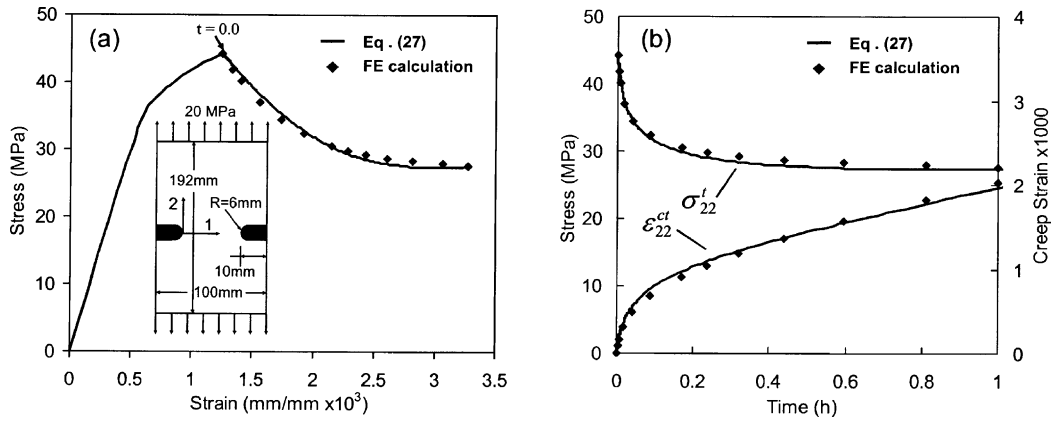 (a)
t = 0.0
Eq. (27)
FE calculation
20 MPa
192mm
R=6mm
2
1
10mm
100mm
50
40
30
20
10
0
Stress (MPa)
0 0.5 1 1.5 2 2.5 3 3.5
Strain (mm/mm x10³)
(b)
Eq . (27)
FE calculation
σᵗ₂₂
εᶜᵗ₂₂
50
40
30
20
10
0
Stress (MPa)
4
3
2
1
0
Creep Strain x1000
0 0.2 0.4 0.6 0.8 1
Time (h)